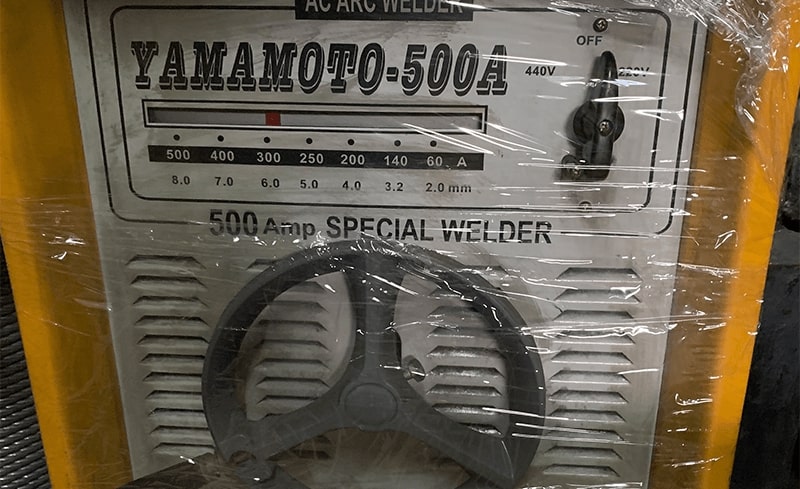 AC ARC WELDER
YAMAMOTO-500A
OFF
440V 220V
500 400 300 250 200 140 60 A
8.0 7.0 6.0 5.0 4.0 3.2 2.0 mm
500 Amp SPECIAL WELDER